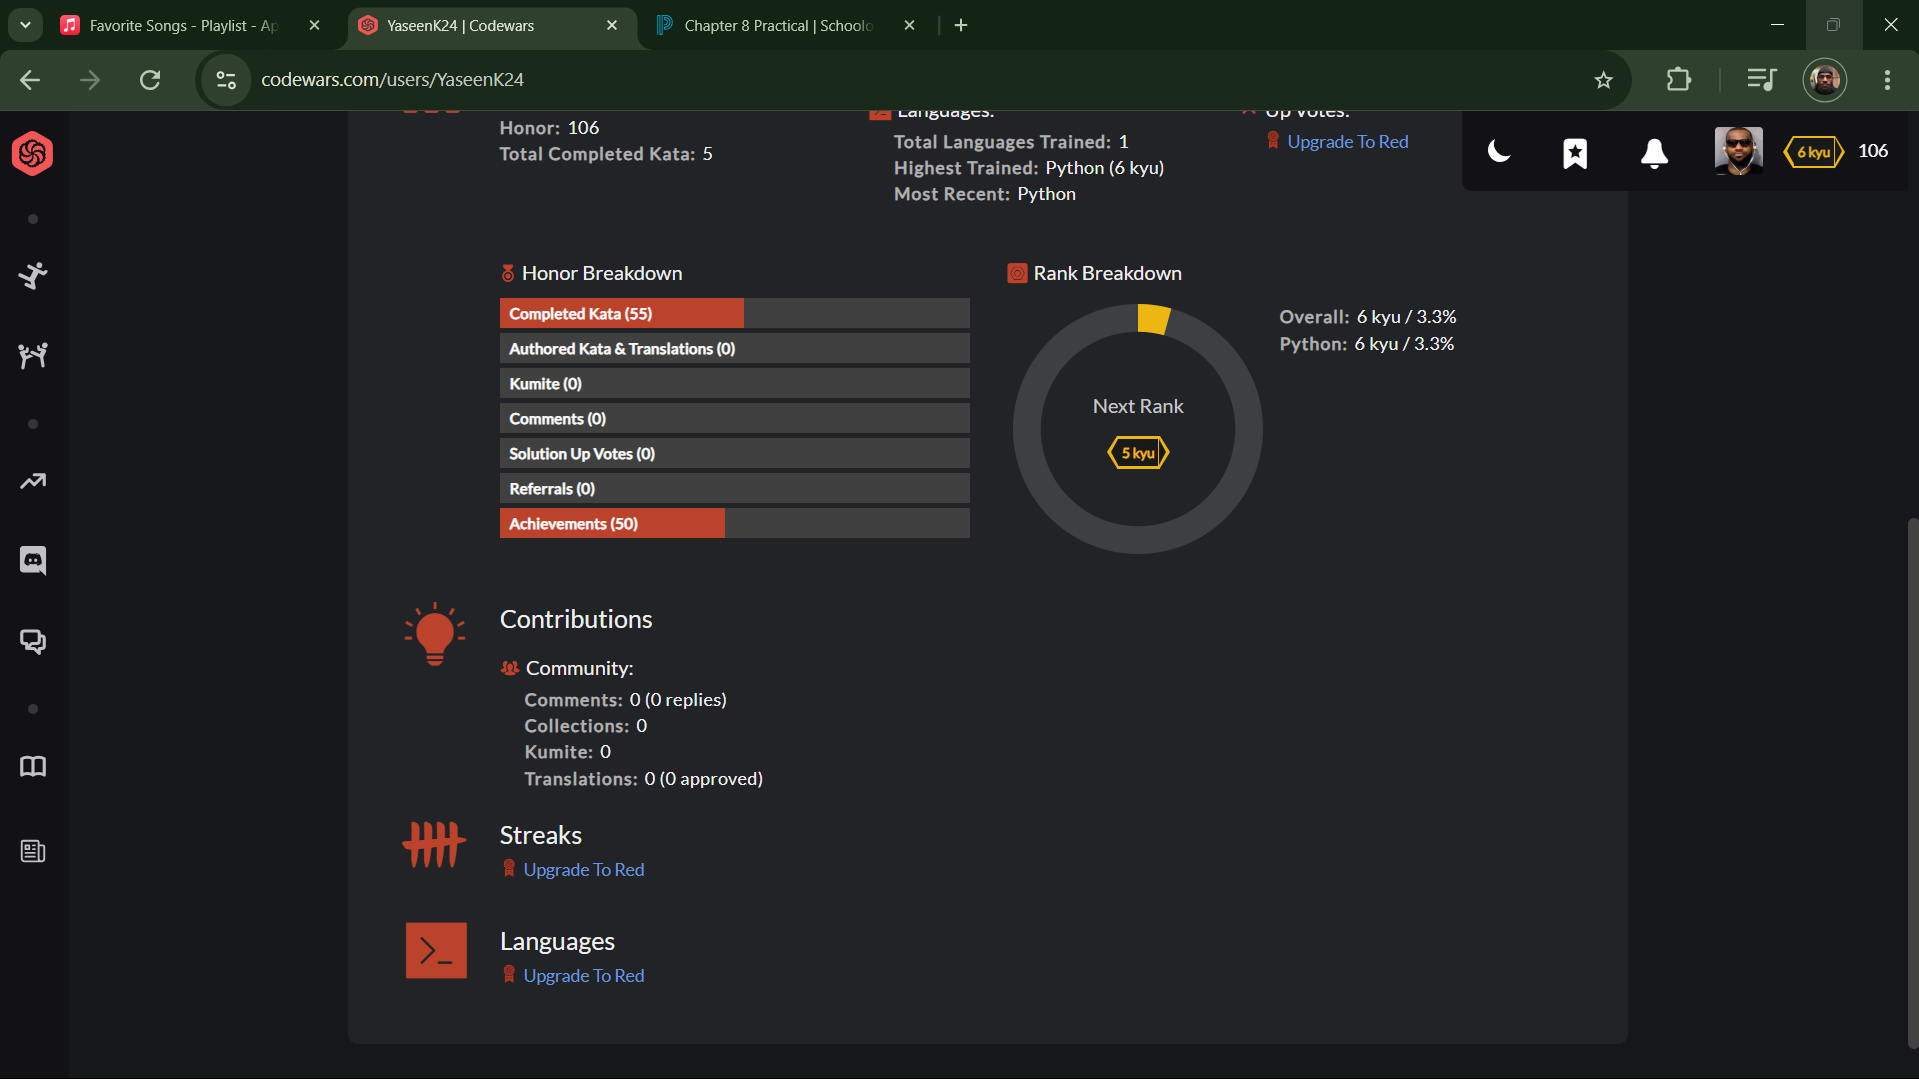 Favorite Songs - Playlist - Ap
YaseenK24 | Codewars
Chapter 8 Practical | Schoolo
codewars.com/users/YaseenK24
Honor: 106
Total Completed Kata: 5
Languages:
Total Languages Trained: 1
Highest Trained: Python (6 kyu)
Most Recent: Python
Up Votes:
Upgrade To Red
6 kyu
106
Honor Breakdown
Completed Kata (55)
Authored Kata & Translations (0)
Kumite (0)
Comments (0)
Solution Up Votes (0)
Referrals (0)
Achievements (50)
Rank Breakdown
Next Rank
5 kyu
Overall: 6 kyu / 3.3%
Python: 6 kyu / 3.3%
Contributions
Community:
Comments: 0 (0 replies)
Collections: 0
Kumite: 0
Translations: 0 (0 approved)
Streaks
Upgrade To Red
Languages
Upgrade To Red